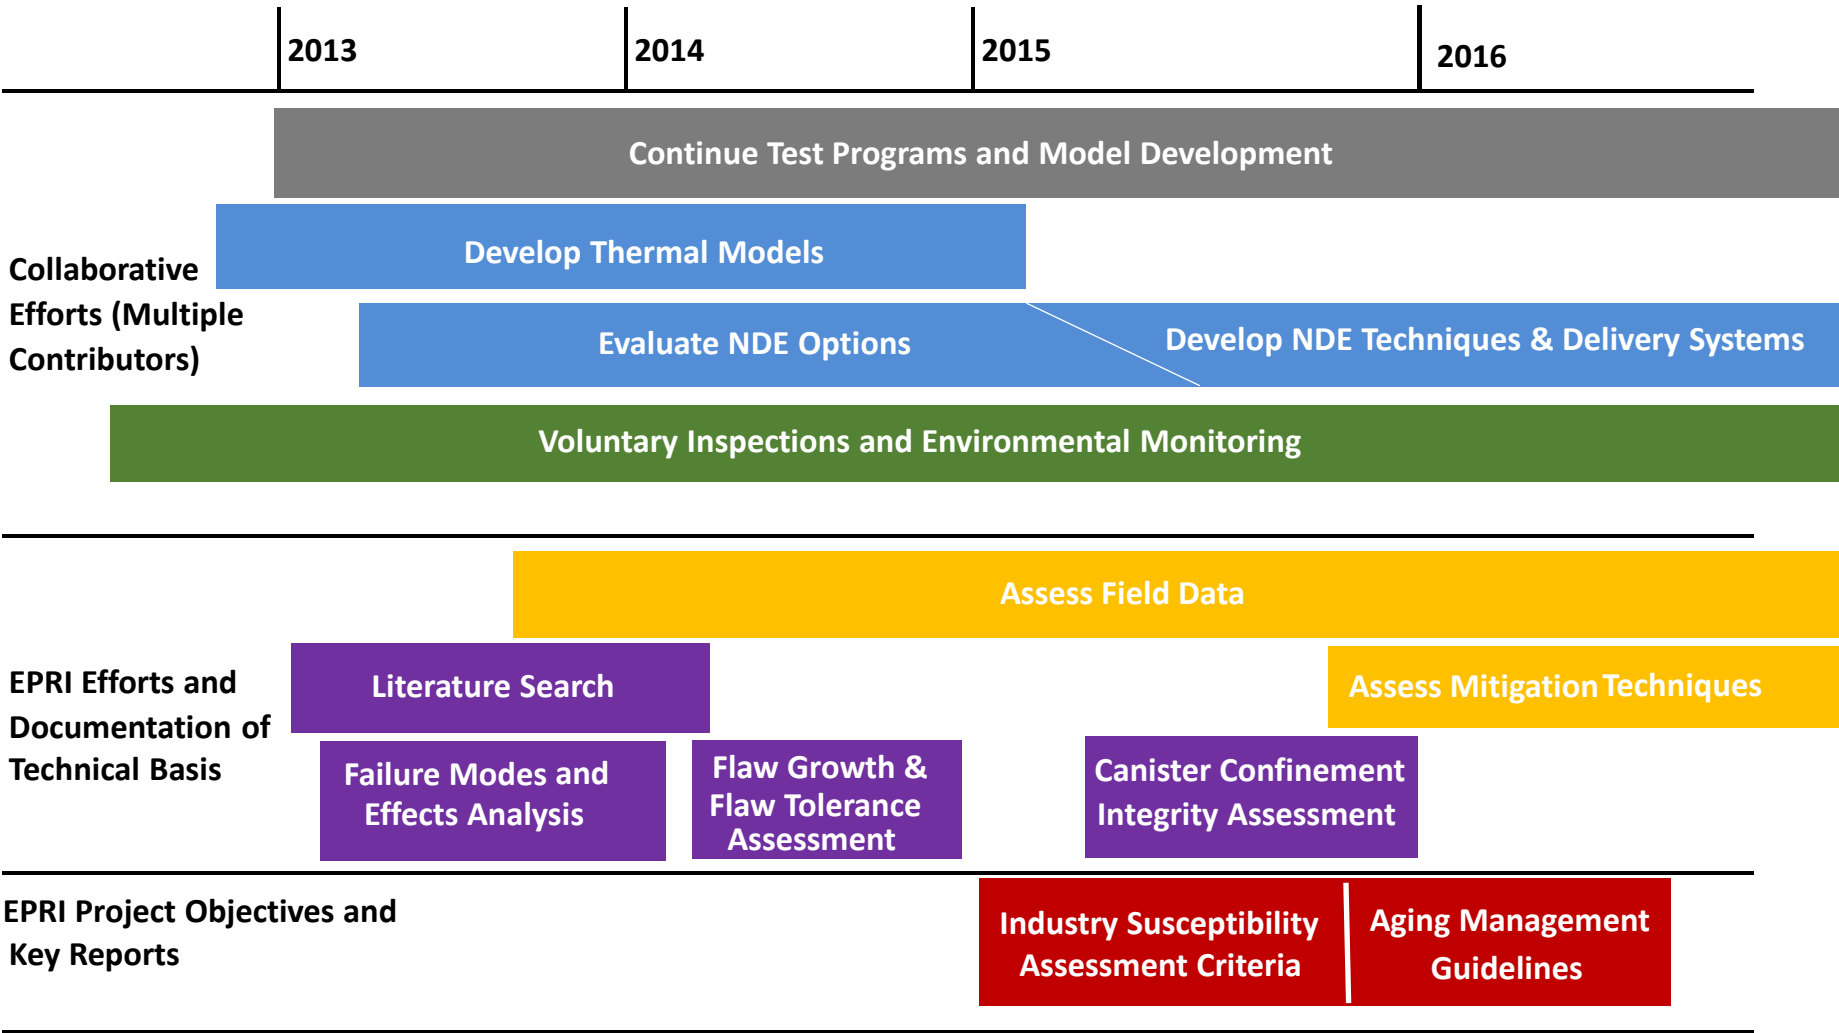 2013
2014
2015
2016
Continue Test Programs and Model Development
Develop Thermal Models
Collaborative
Efforts (Multiple
Contributors)
Evaluate NDE Options
Develop NDE Techniques & Delivery Systems
Voluntary Inspections and Environmental Monitoring
Assess Field Data
EPRI Efforts and
Documentation of
Technical Basis
Literature Search
Assess Mitigation Techniques
Failure Modes and
Effects Analysis
Flaw Growth &
Flaw Tolerance
Assessment
Canister Confinement
Integrity Assessment
EPRI Project Objectives and
Key Reports
Industry Susceptibility
Assessment Criteria
Aging Management
Guidelines